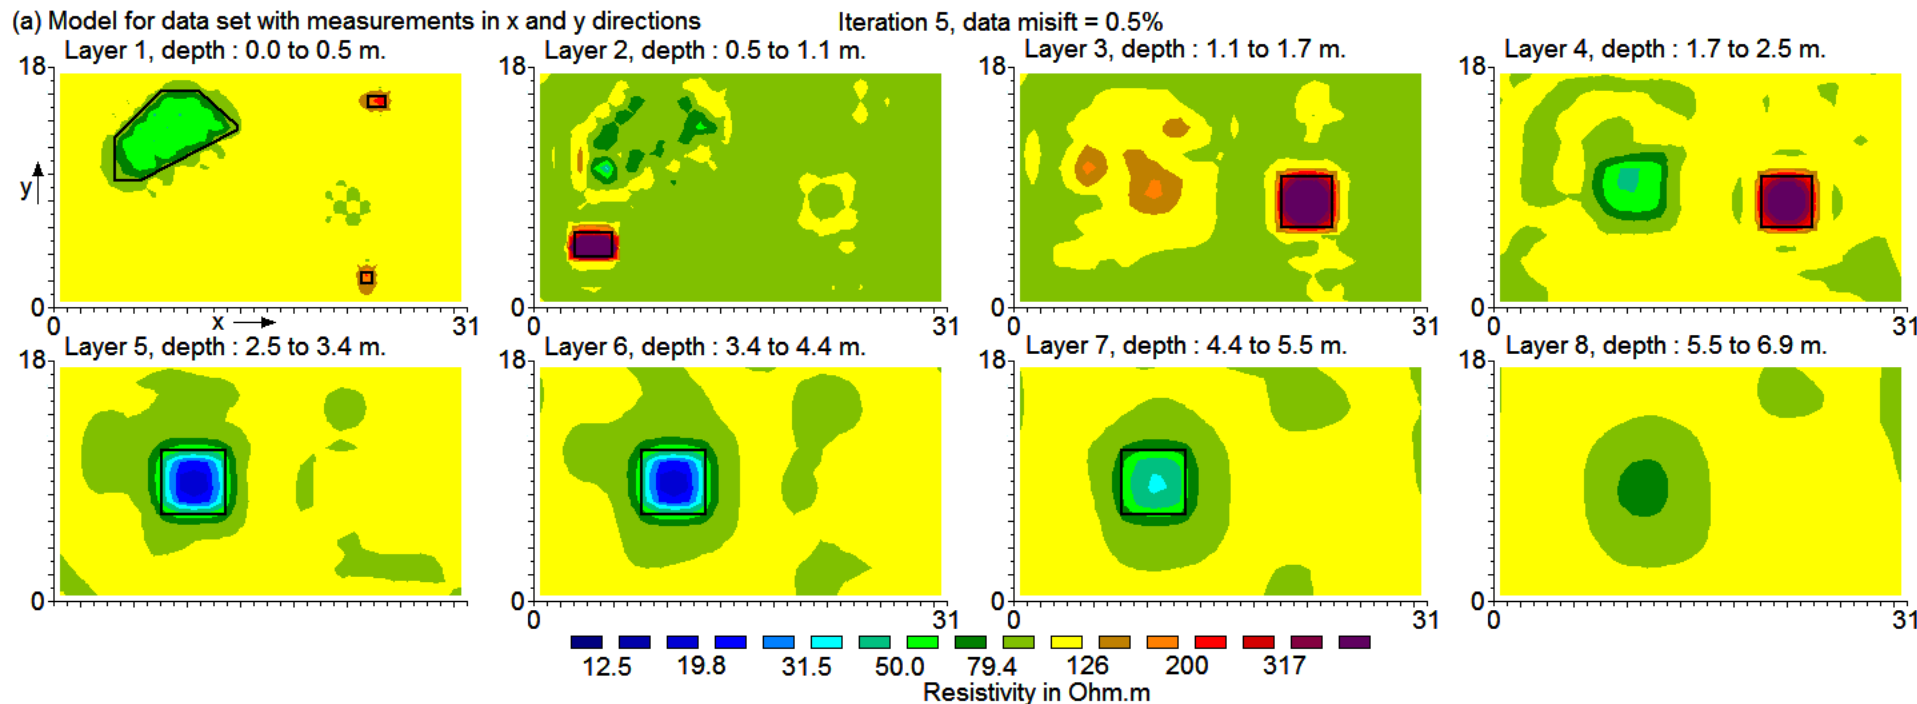 (a) Model for data set with measurements in x and y directions Iteration 5, data misift = 0.5%
Layer 1, depth : 0.0 to 0.5 m. Layer 2, depth : 0.5 to 1.1 m. Layer 3, depth : 1.1 to 1.7 m. Layer 4, depth : 1.7 to 2.5 m.
18 18 18 18
y
0 0 0 0
0 x 31 0 31 0 31 0 31
Layer 5, depth : 2.5 to 3.4 m. Layer 6, depth : 3.4 to 4.4 m. Layer 7, depth : 4.4 to 5.5 m. Layer 8, depth : 5.5 to 6.9 m.
18 18 18 18
0 0 0 0
0 31 0 31 0 31 0 31
12.5 19.8 31.5 50.0 79.4 126 200 317
Resistivity in Ohm.m